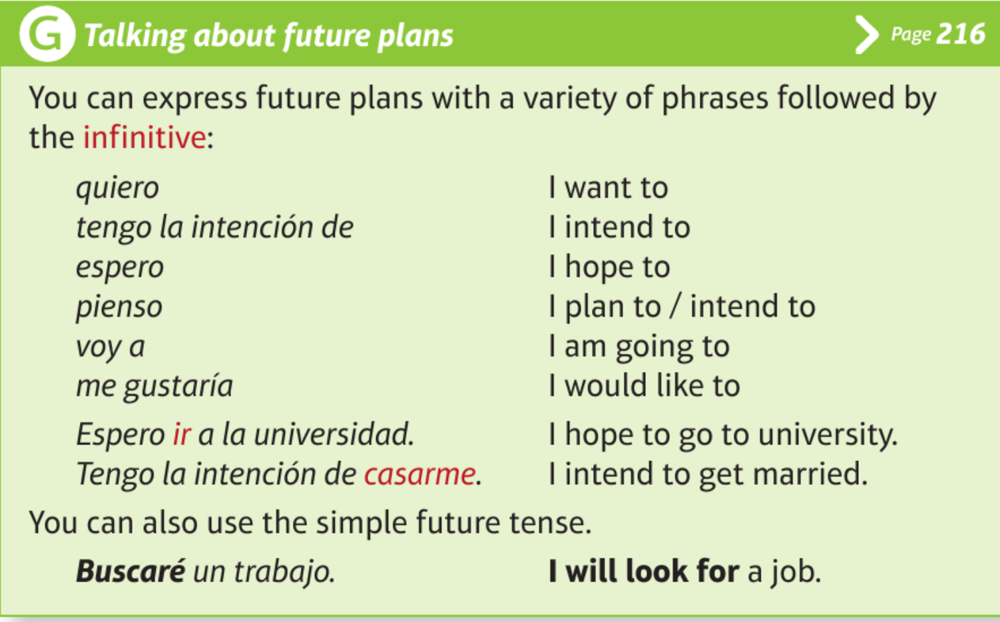 G Talking about future plans > Page 216
You can express future plans with a variety of phrases followed by
the infinitive:
quiero I want to
tengo la intención de I intend to
espero I hope to
pienso I plan to / intend to
voy a I am going to
me gustaría I would like to
Espero ir a la universidad. I hope to go to university.
Tengo la intención de casarme. I intend to get married.
You can also use the simple future tense.
Buscaré un trabajo. I will look for a job.